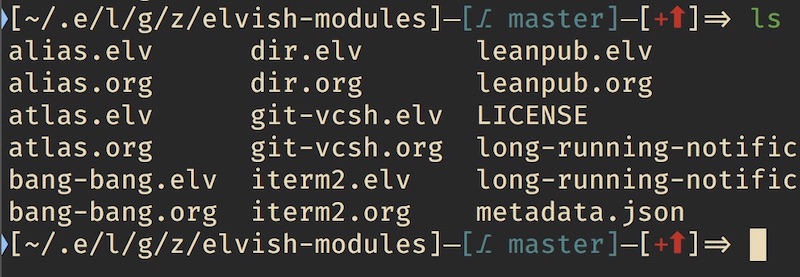 [~/.e/l/g/z/elvish-modules]─[⎇ master]─[+⬆]⇒ ls
alias.elv dir.elv leanpub.elv
alias.org dir.org leanpub.org
atlas.elv git-vcsh.elv LICENSE
atlas.org git-vcsh.org long-running-notific
bang-bang.elv iterm2.elv long-running-notific
bang-bang.org iterm2.org metadata.json
[~/.e/l/g/z/elvish-modules]─[⎇ master]─[+⬆]⇒